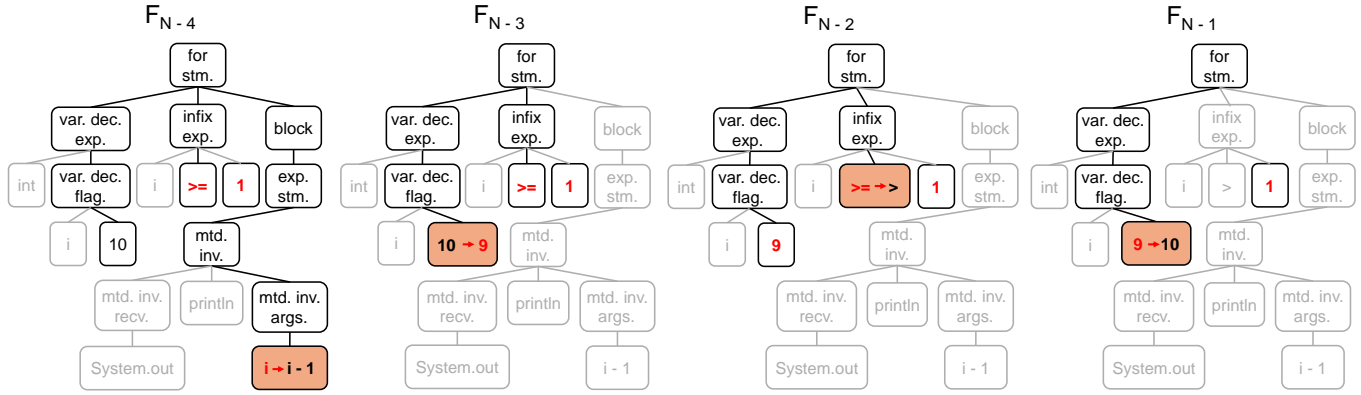 F N - 4
for
stm.
var. dec.
exp.
infix
exp.
block
int
var. dec.
flag.
i
>=
1
exp.
stm.
i
10
mtd.
inv.
mtd. inv.
recv.
println
mtd. inv.
args.
System.out
i → i - 1
F N - 3
for
stm.
var. dec.
exp.
infix
exp.
block
int
var. dec.
flag.
i
>=
1
exp.
stm.
i
10 → 9
mtd.
inv.
mtd. inv.
recv.
println
mtd. inv.
args.
System.out
i - 1
F N - 2
for
stm.
var. dec.
exp.
infix
exp.
block
int
var. dec.
flag.
i
>= → >
1
exp.
stm.
i
9
mtd.
inv.
mtd. inv.
recv.
println
mtd. inv.
args.
System.out
i - 1
F N - 1
for
stm.
var. dec.
exp.
infix
exp.
block
int
var. dec.
flag.
i
>
1
exp.
stm.
i
9 → 10
mtd.
inv.
mtd. inv.
recv.
println
mtd. inv.
args.
System.out
i - 1